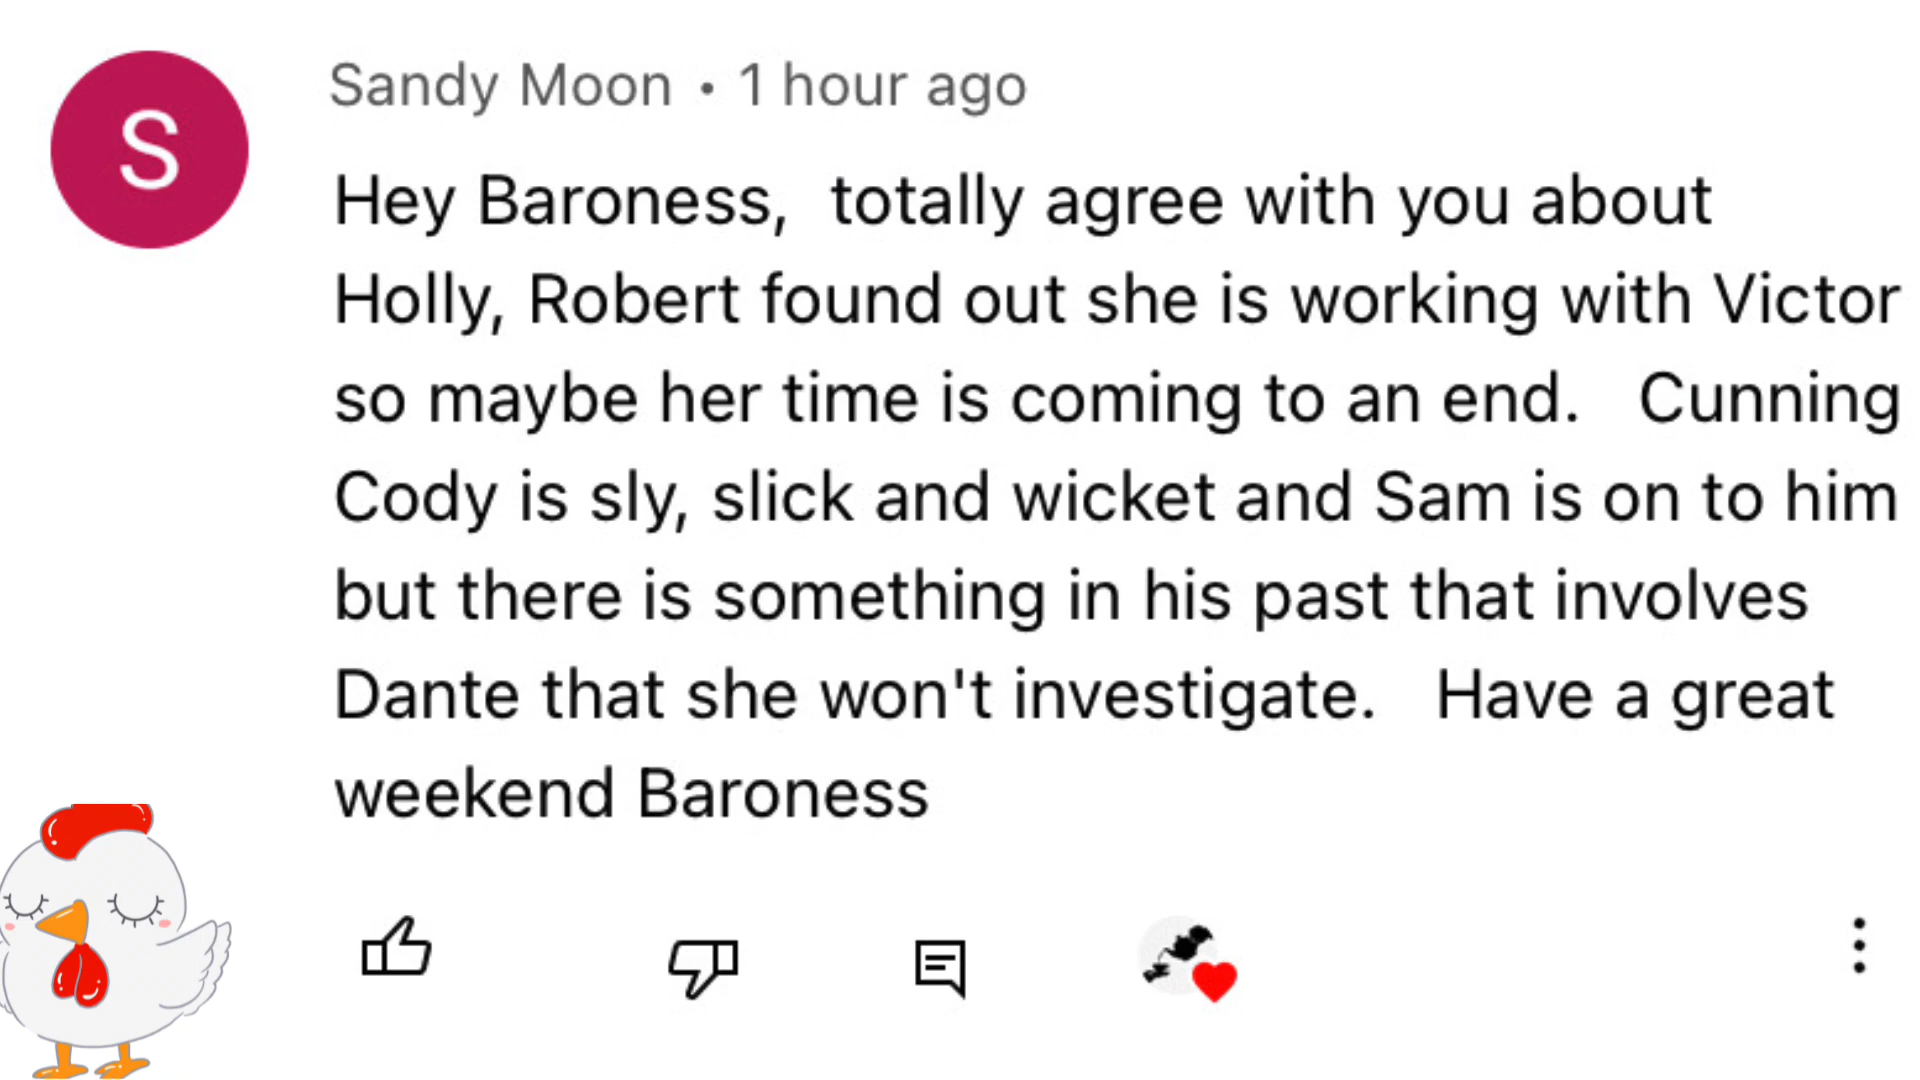 S
Sandy Moon • 1 hour ago
Hey Baroness,  totally agree with you about
Holly, Robert found out she is working with Victor
so maybe her time is coming to an end.   Cunning
Cody is sly, slick and wicket and Sam is on to him
but there is something in his past that involves
Dante that she won't investigate.   Have a great
weekend Baroness